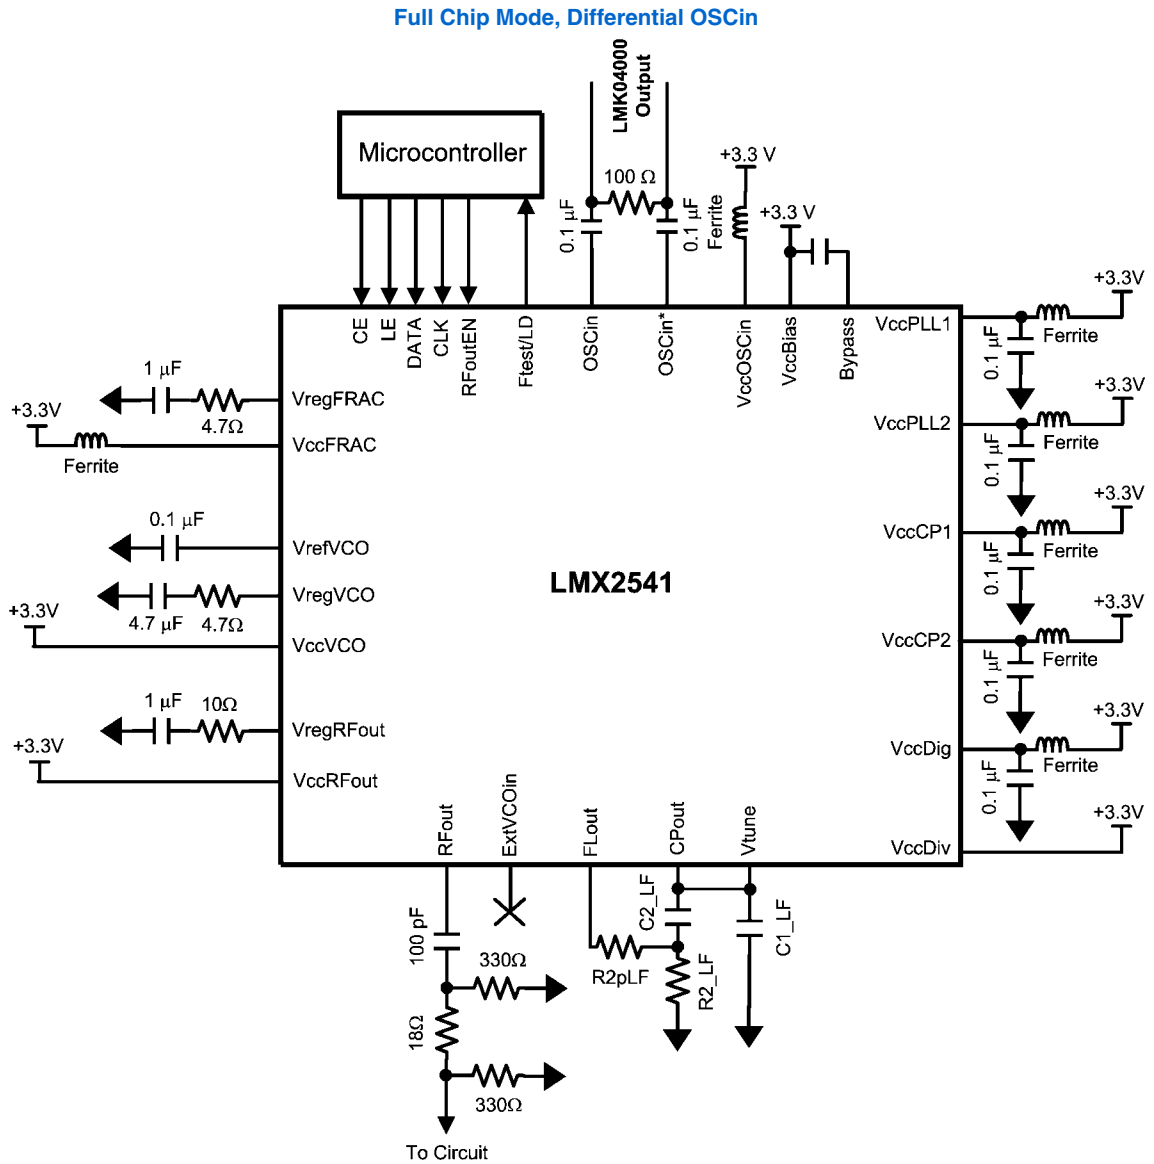 Full Chip Mode, Differential OSCin
LMK04000
Output
Microcontroller
+3.3 V
100 Ω
0.1 µF
0.1 µF
Ferrite
+3.3 V
CE
LE
DATA
CLK
RFoutEN
Ftest/LD
OSCin
OSCin*
VccOSCin
VccBias
Bypass
1 µF
4.7Ω
VregFRAC
+3.3V
Ferrite
VccFRAC
0.1 µF
VrefVCO
4.7 µF
4.7Ω
VregVCO
+3.3V
VccVCO
1 µF
10Ω
VregRFout
+3.3V
VccRFout
LMX2541
VccPLL1
+3.3V
Ferrite
0.1 µF
VccPLL2
+3.3V
Ferrite
0.1 µF
VccCP1
+3.3V
Ferrite
0.1 µF
VccCP2
+3.3V
Ferrite
0.1 µF
VccDig
+3.3V
Ferrite
0.1 µF
VccDiv
+3.3V
RFout
ExtVCOin
FLout
CPout
Vtune
100 pF
330Ω
18Ω
330Ω
To Circuit
C2_LF
R2pLF
R2_LF
C1_LF